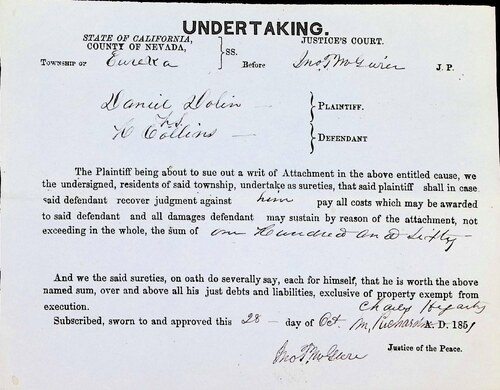 UNDERTAKING.
STATE OF CALIFORNIA, COUNTY OF NEVADA, SS. JUSTICE'S COURT.
TOWNSHIP OF Eureka Before Jno. P. McGuire J. P.
Daniel Dolin PLAINTIFF.
vs
H Collins DEFENDANT
The Plaintiff being about to sue out a writ of Attachment in the above entitled cause, we
the undersigned, residents of said township, undertake as sureties, that said plaintiff shall in case
said defendant recover judgment against him pay all costs which may be awarded
to said defendant and all damages defendant may sustain by reason of the attachment, not
exceeding in the whole, the sum of one Hundred and sixty
And we the said sureties, on oath do severally say, each for himself, that he is worth the above
named sum, over and above all his just debts and liabilities, exclusive of property exempt from
execution. Charly
Subscribed, sworn to and approved this 28 day of Oct. M. Richards A. D. 185
Jno. P. McGuire Justice of the Peace.